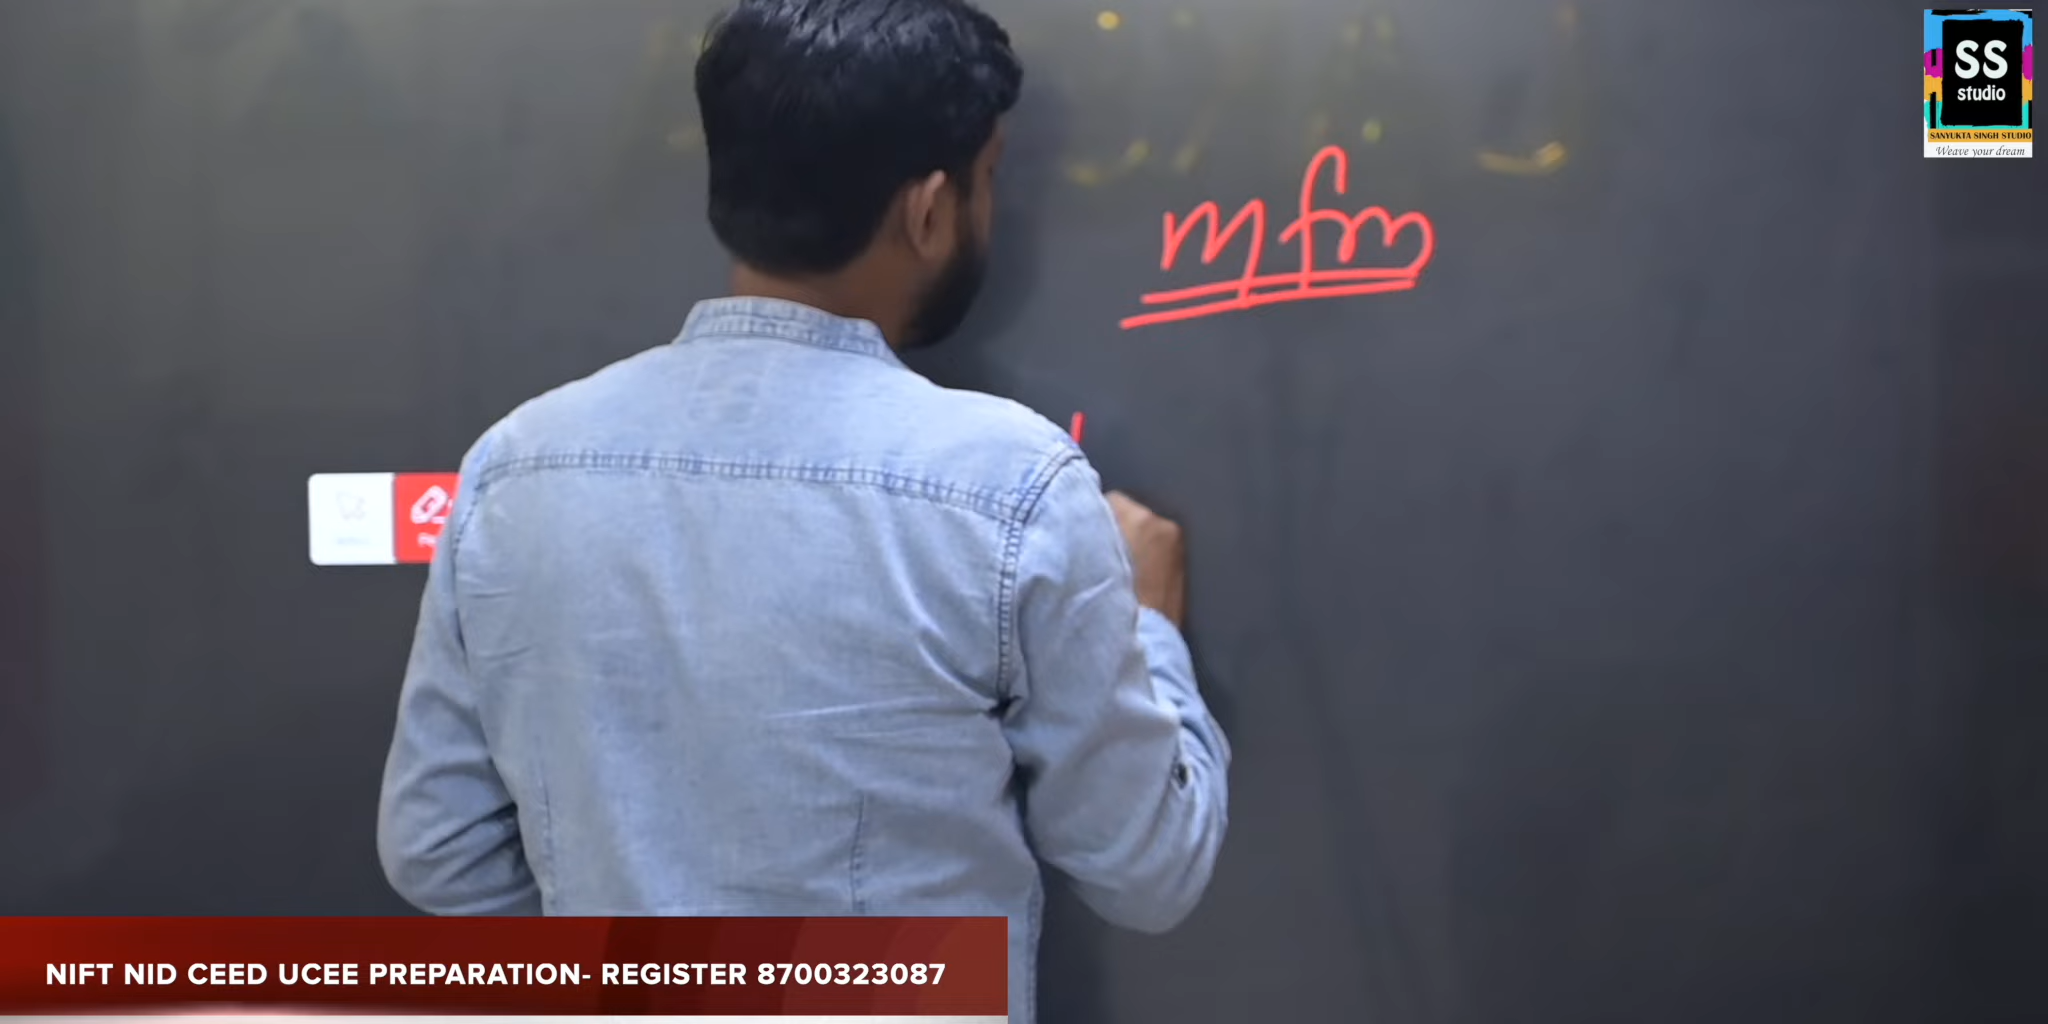 SS
studio
SANYUKTA SINGH STUDIO
Weave your dream
mfm
NIFT NID CEED UCEE PREPARATION- REGISTER 8700323087